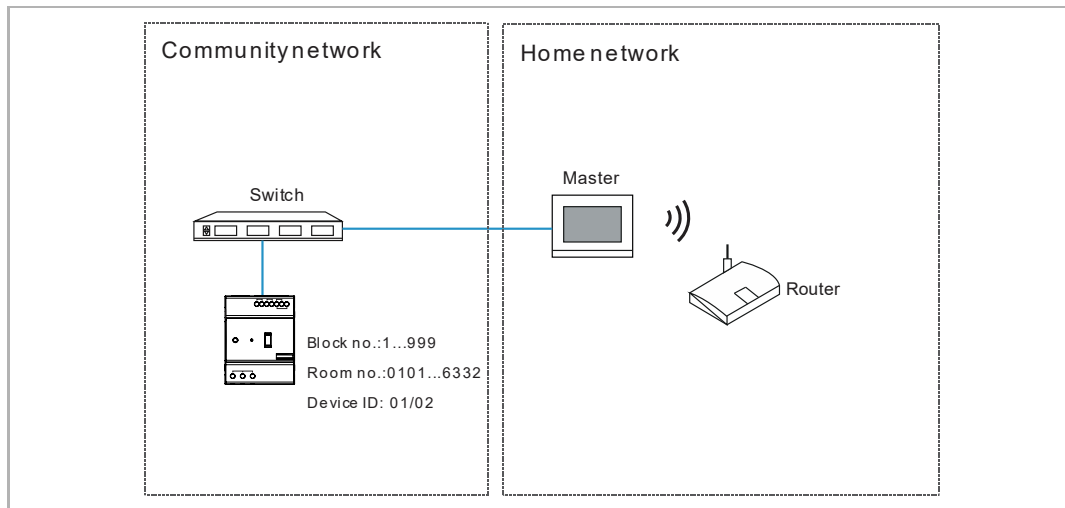 Community network
Home network
Master
Switch
Router
Block no.:1...999
Room no.:0101...6332
Device ID: 01/02